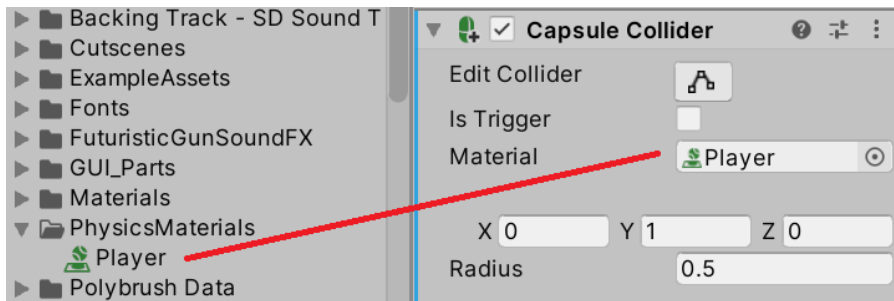 Backing Track - SD Sound T
Cutscenes
ExampleAssets
Fonts
FuturisticGunSoundFX
GUI_Parts
Materials
PhysicsMaterials
Player
Polybrush Data
Capsule Collider
Edit Collider
Is Trigger
Material Player
X 0 Y 1 Z 0
Radius 0.5